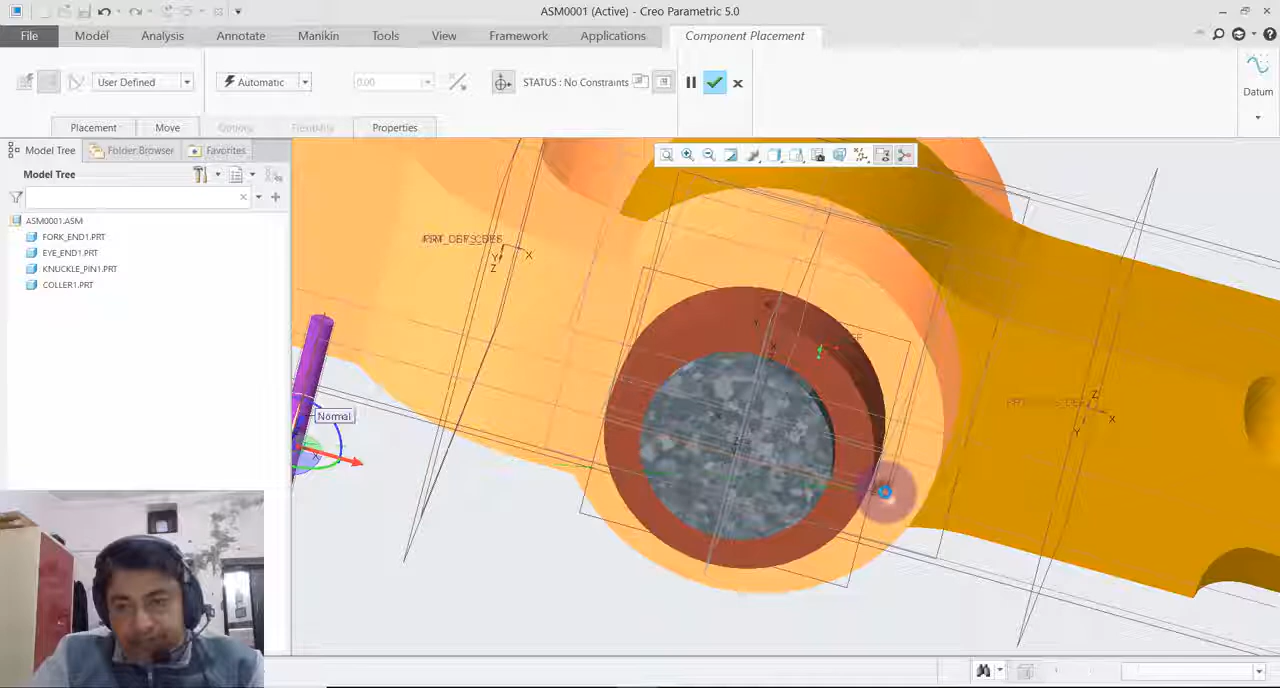 ASM0001 (Active) - Creo Parametric 5.0
File Model Analysis Annotate Manikin Tools View Framework Applications Component Placement
User Defined Automatic 0.00 STATUS : No Constraints
Datum
Placement Move Options Flexibility Properties
Model Tree Folder Browser Favorites
Model Tree
ASM0001.ASM
FORK_END1.PRT
EYE_END1.PRT
KNUCKLE_PIN1.PRT
COLLER1.PRT
X
Y
Z
Normal
X
Y
X
Z
Z
X
Y